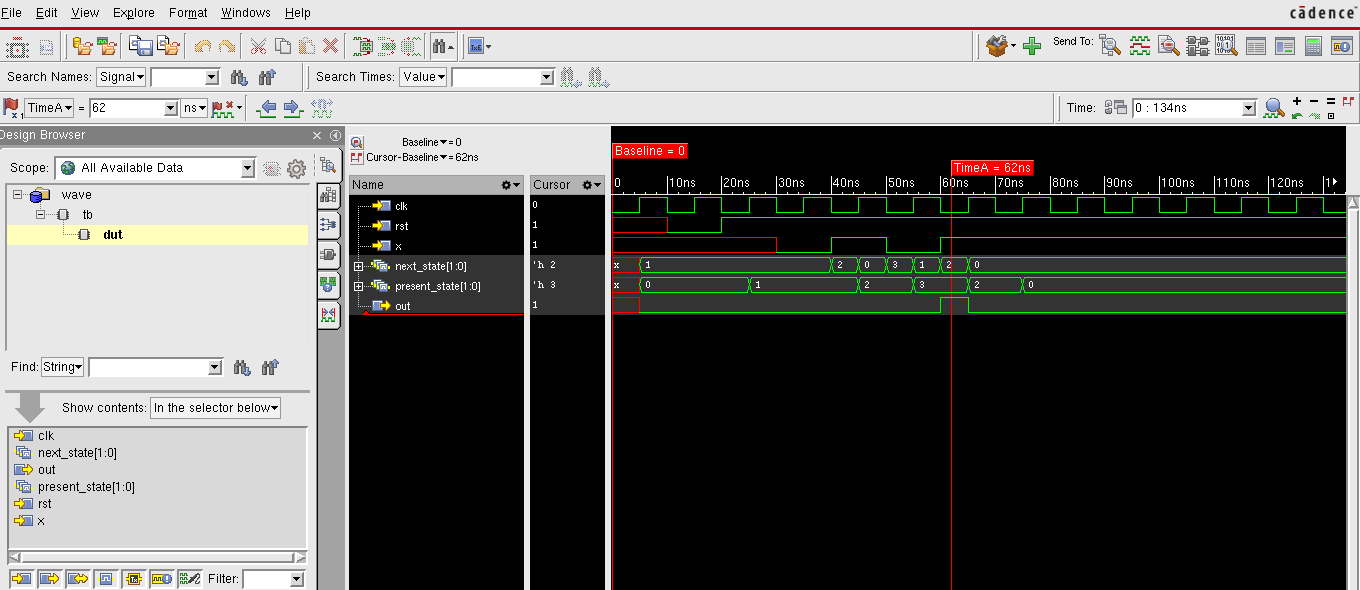 File Edit View Explore Format Windows Help
cādence
Send To:
Search Names: Signal Search Times: Value
TimeA = 62 ns Time: 0 : 134ns
Design Browser
Baseline = 0
Cursor-Baseline = 62ns
Scope: All Available Data
Baseline = 0
TimeA = 62ns
Name Cursor 0 10ns 20ns 30ns 40ns 50ns 60ns 70ns 80ns 90ns 100ns 110ns 120ns 1
wave
tb
dut
clk 0
rst 1
x 1
next_state[1:0] 'h 2 x 1 2 0 3 1 2 0
present_state[1:0] 'h 3 x 0 1 2 3 2 0
out 1
Find: String
Show contents: In the selector below
clk
next_state[1:0]
out
present_state[1:0]
rst
x
Filter: